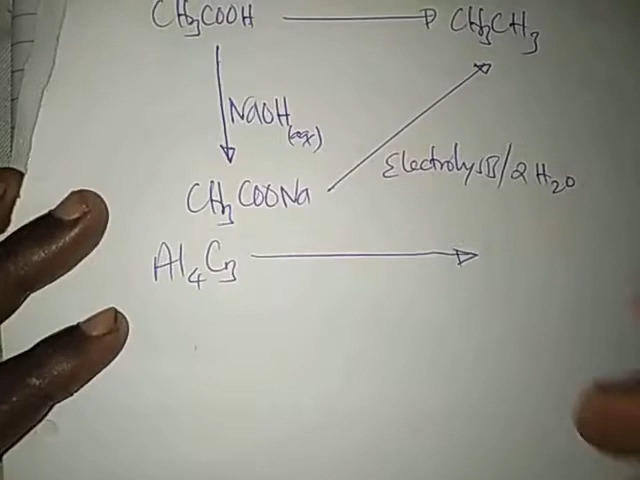 CH3COOH CH3CH3
NaOH(aq)
Electrolysis/2H2O
CH3COONa
Al4C3